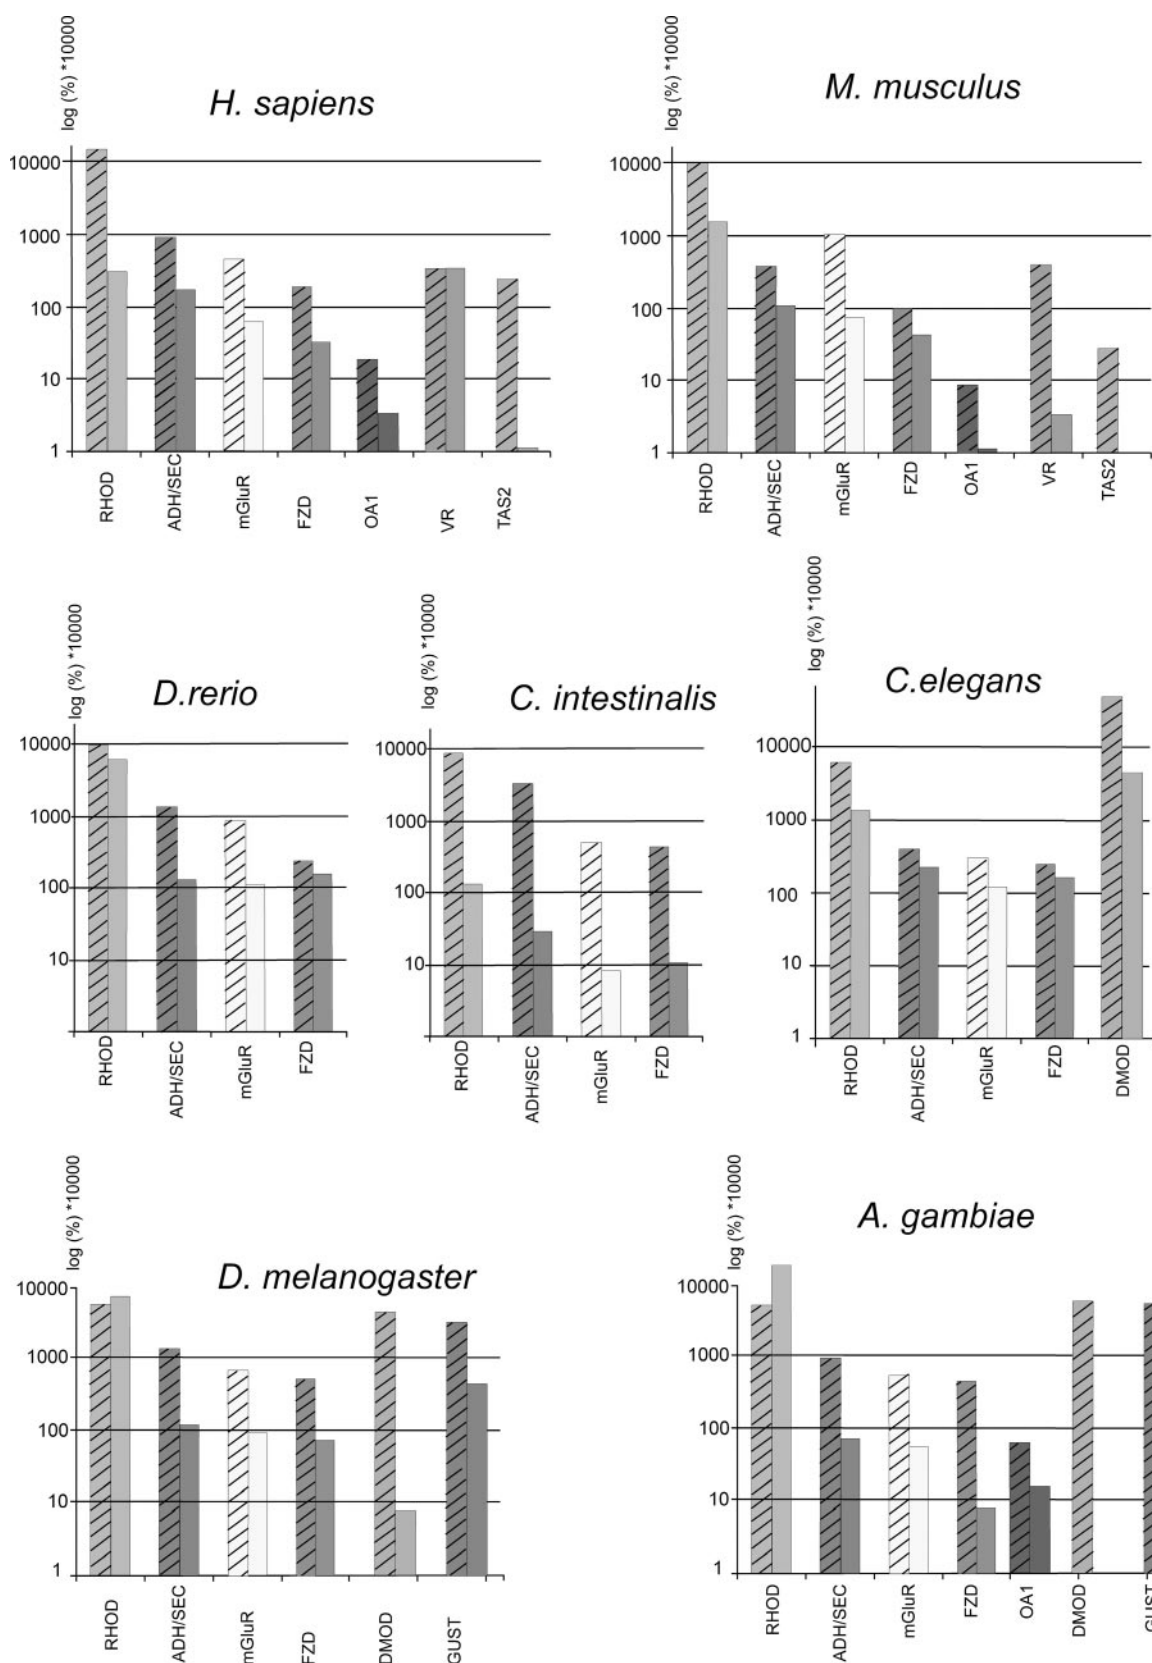 log (%) *10000
H. sapiens
10000
1000
100
10
1
RHOD
ADH/SEC
mGluR
FZD
OA1
VR
TAS2
log (%) *10000
M. musculus
10000
1000
100
10
1
RHOD
ADH/SEC
mGluR
FZD
OA1
VR
TAS2
log (%) *10000
D.rerio
10000
1000
100
10
RHOD
ADH/SEC
mGluR
FZD
log (%) *10000
C. intestinalis
10000
1000
100
10
RHOD
ADH/SEC
mGluR
FZD
log (%) *10000
C.elegans
10000
1000
100
10
1
RHOD
ADH/SEC
mGluR
FZD
DMOD
log (%) *10000
D. melanogaster
10000
1000
100
10
1
RHOD
ADH/SEC
mGluR
FZD
DMOD
GUST
log (%) *10000
A. gambiae
10000
1000
100
10
1
RHOD
ADH/SEC
mGluR
FZD
OA1
DMOD
GUST